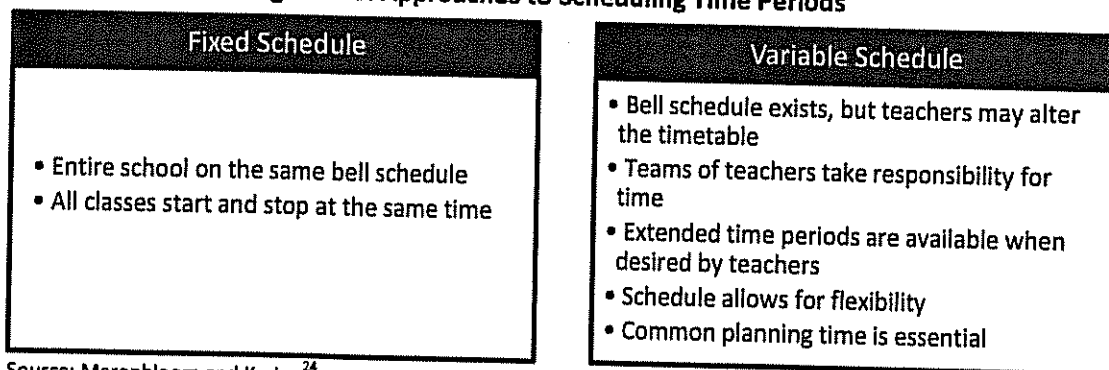 Approaches to Scheduling Time Periods
Fixed Schedule
• Entire school on the same bell schedule
• All classes start and stop at the same time
Variable Schedule
• Bell schedule exists, but teachers may alter
the timetable
• Teams of teachers take responsibility for
time
• Extended time periods are available when
desired by teachers
• Schedule allows for flexibility
• Common planning time is essential
Source: and 24